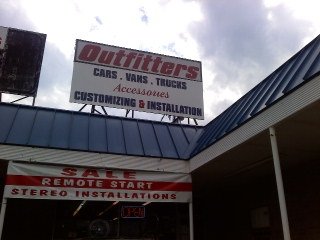 Outfitters
CARS . VANS . TRUCKS
Accessories
CUSTOMIZING & INSTALLATION
SALE
REMOTE START
STEREO INSTALLATIONS